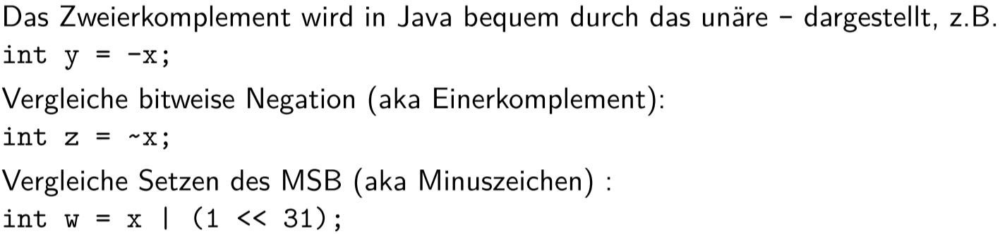 Das Zweierkomplement wird in Java bequem durch das unäre – dargestellt, z.B.
int y = -x;
Vergleiche bitweise Negation (aka Einerkomplement):
int z = ~x;
Vergleiche Setzen des MSB (aka Minuszeichen) :
int w = x | (1 << 31);